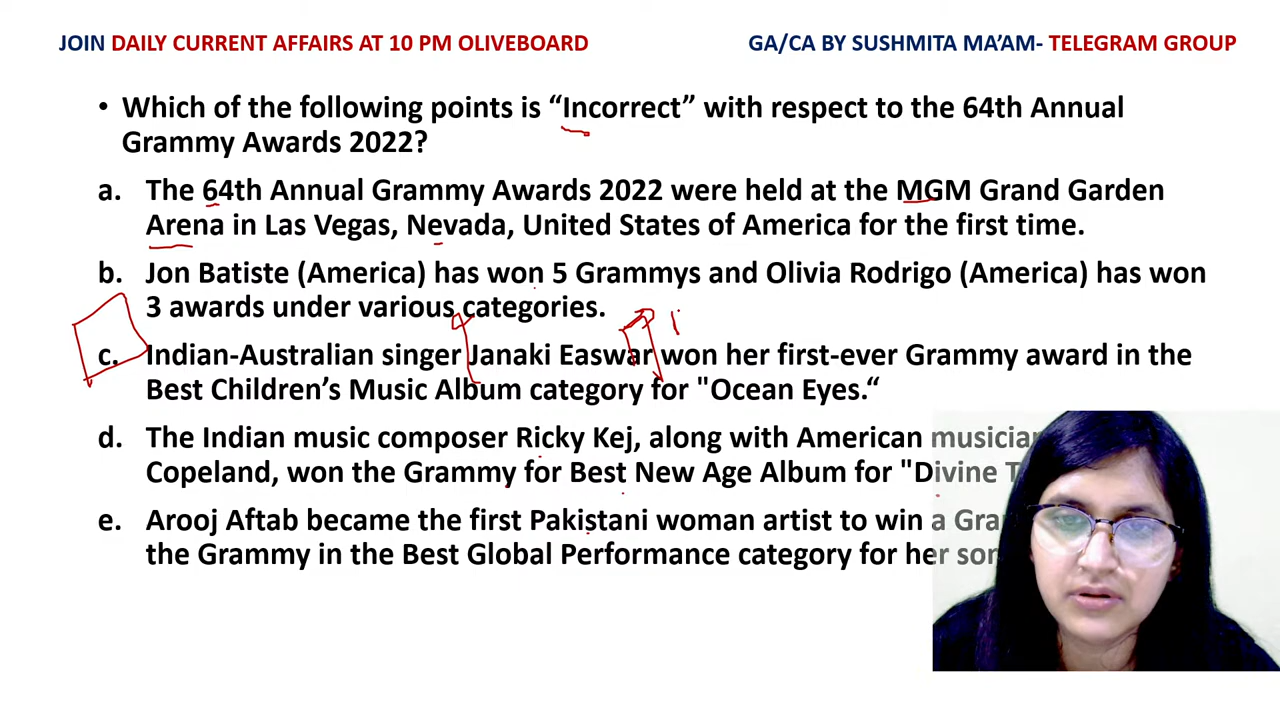 JOIN DAILY CURRENT AFFAIRS AT 10 PM OLIVEBOARD
GA/CA BY SUSHMITA MA’AM- TELEGRAM GROUP
• Which of the following points is “Incorrect” with respect to the 64th Annual
Grammy Awards 2022?
a. The 64th Annual Grammy Awards 2022 were held at the MGM Grand Garden
Arena in Las Vegas, Nevada, United States of America for the first time.
b. Jon Batiste (America) has won 5 Grammys and Olivia Rodrigo (America) has won
3 awards under various categories.
c. Indian-Australian singer Janaki Easwar won her first-ever Grammy award in the
Best Children’s Music Album category for "Ocean Eyes.“
d. The Indian music composer Ricky Kej, along with American
Copeland, won the Grammy for Best New Age Album for "Divine
e. Arooj Aftab became the first Pakistani woman artist to win a
the Grammy in the Best Global Performance category for her